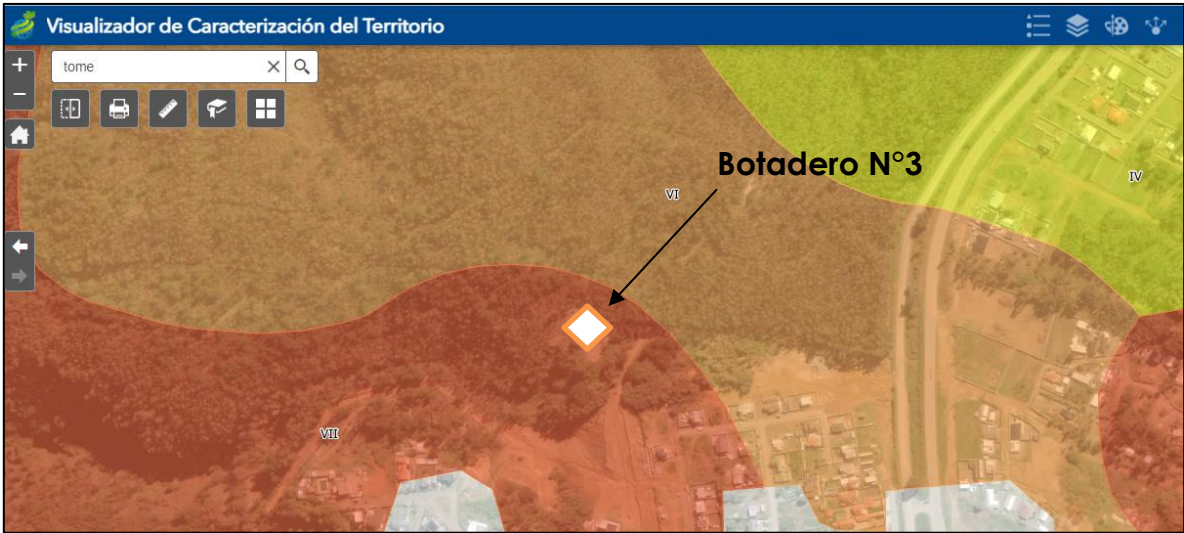 Visualizador de Caracterización del Territorio
tome
Botadero N°3
VI
IV
VII